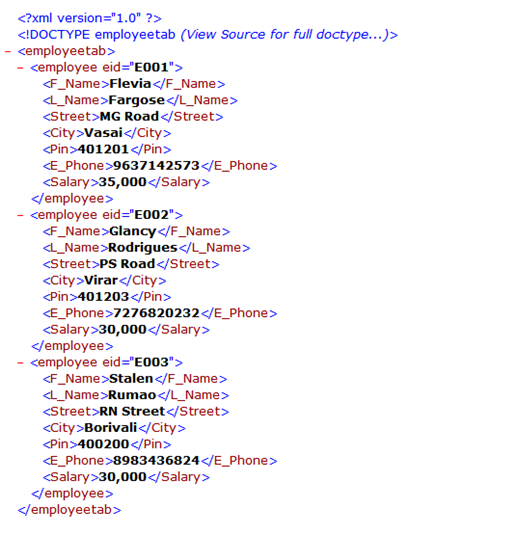 <?xml version="1.0" ?>
<!DOCTYPE employeetab (View Source for full doctype...)>
- <employeetab>
- <employee eid="E001">
<F_Name>Flevia</F_Name>
<L_Name>Fargose</L_Name>
<Street>MG Road</Street>
<City>Vasai</City>
<Pin>401201</Pin>
<E_Phone>9637142573</E_Phone>
<Salary>35,000</Salary>
</employee>
- <employee eid="E002">
<F_Name>Glancy</F_Name>
<L_Name>Rodrigues</L_Name>
<Street>PS Road</Street>
<City>Virar</City>
<Pin>401203</Pin>
<E_Phone>7276820232</E_Phone>
<Salary>30,000</Salary>
</employee>
- <employee eid="E003">
<F_Name>Stalen</F_Name>
<L_Name>Rumao</L_Name>
<Street>RN Street</Street>
<City>Borivali</City>
<Pin>400200</Pin>
<E_Phone>8983436824</E_Phone>
<Salary>30,000</Salary>
</employee>
</employeetab>